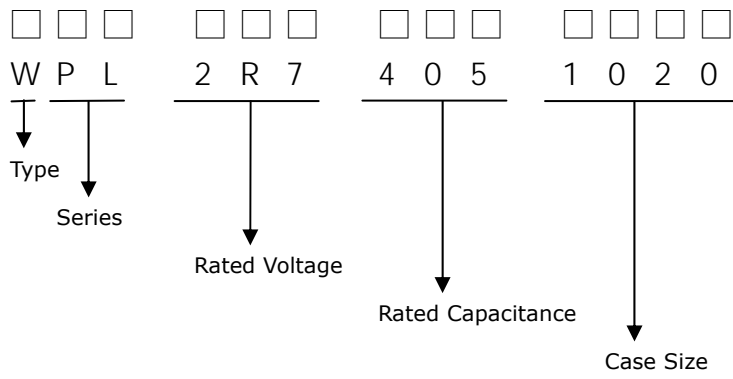 W P L 2 R 7 4 0 5 1 0 2 0
Type
Series
Rated Voltage
Rated Capacitance
Case Size